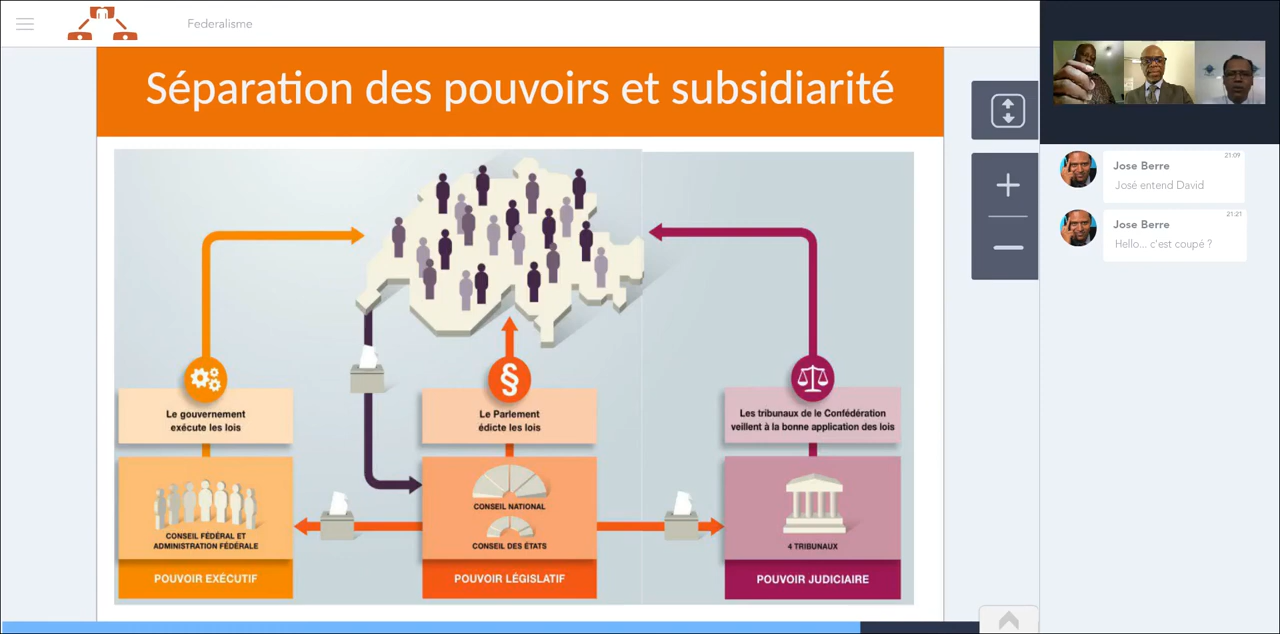 Federalisme
Séparation des pouvoirs et subsidiarité
§
Le gouvernement
exécute les lois
Le Parlement
édicte les lois
Les tribunaux de le Confédération
veillent à la bonne application des lois
CONSEIL FÉDÉRAL ET
ADMINISTRATION FÉDÉRALE
CONSEIL NATIONAL
CONSEIL DES ÉTATS
4 TRIBUNAUX
POUVOIR EXÉCUTIF
POUVOIR LÉGISLATIF
POUVOIR JUDICIAIRE
21:09
Jose Berre
José entend David
21:21
Jose Berre
Hello... c'est coupé ?